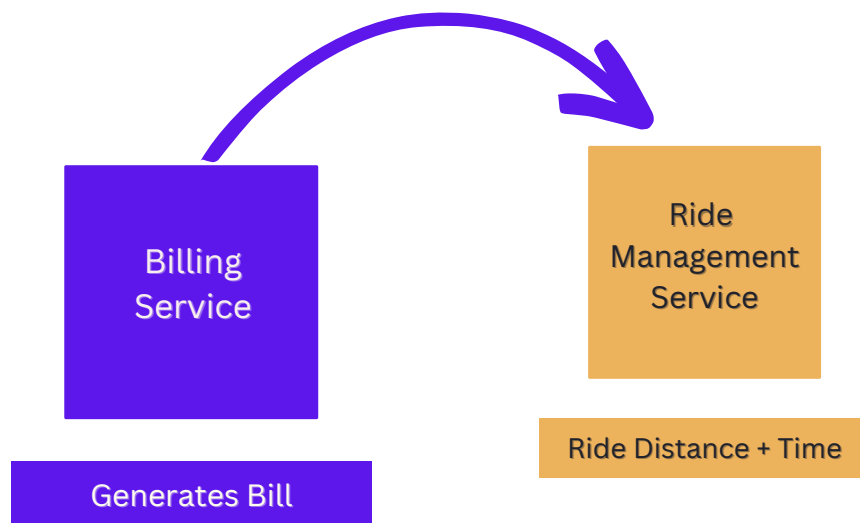 Billing
Service
Generates Bill
Ride
Management
Service
Ride Distance + Time